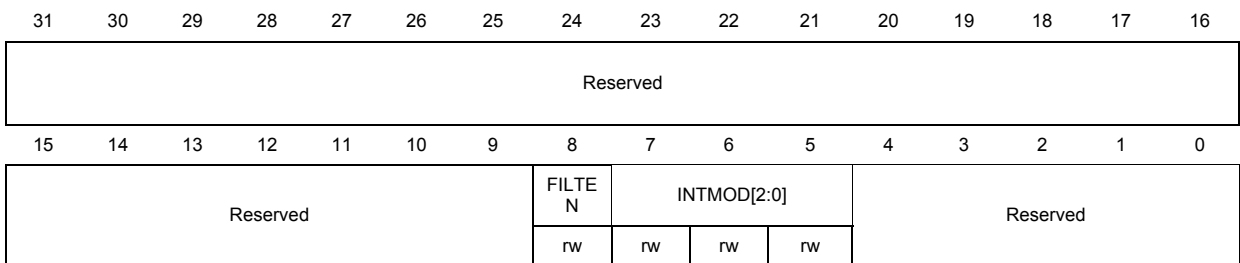 31 30 29 28 27 26 25 24 23 22 21 20 19 18 17 16
Reserved
15 14 13 12 11 10 9 8 7 6 5 4 3 2 1 0
Reserved
FILTE
N
INTMOD[2:0]
Reserved
rw rw rw rw